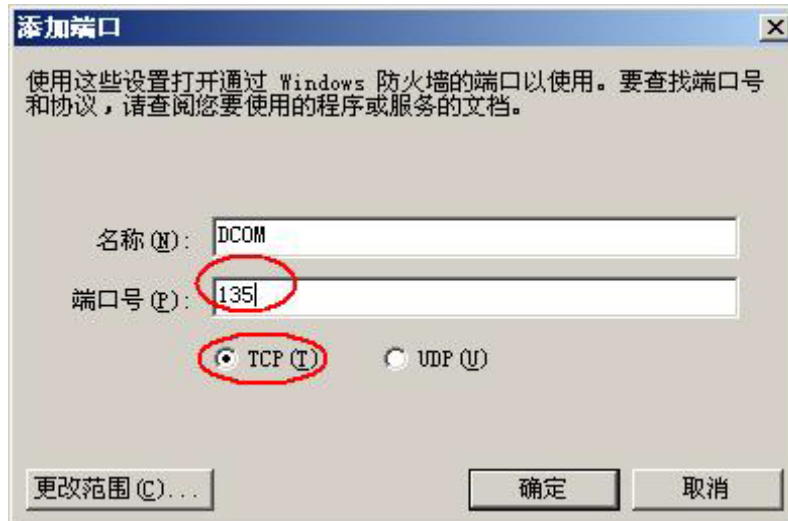 添加端口
使用这些设置打开通过 Windows 防火墙的端口以使用。要查找端口号
和协议，请查阅您要使用的程序或服务的文档。
名称(N): DCOM
端口号(P): 135
TCP(T) UDP(U)
更改范围(C)... 确定 取消